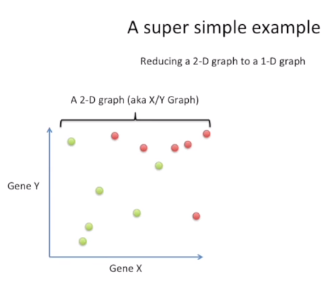 A super simple example
Reducing a 2-D graph to a 1-D graph
A 2-D graph (aka X/Y Graph)
Gene Y
Gene X